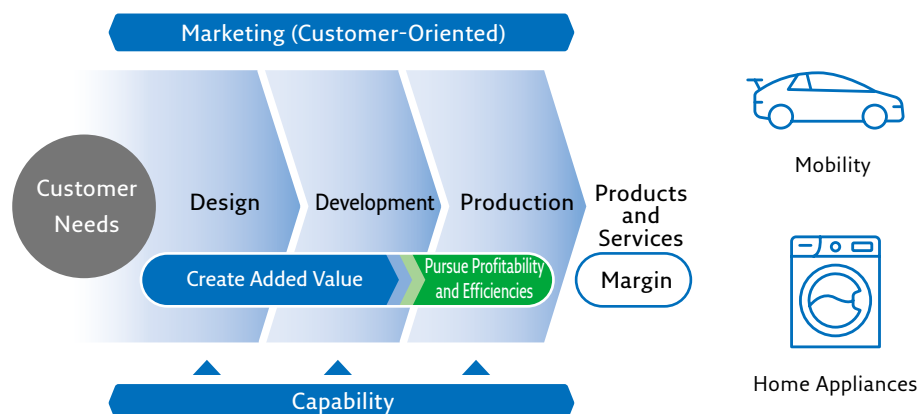 Marketing (Customer-Oriented)
Customer
Needs
Design
Development
Production
Products
and
Services
Create Added Value
Pursue Profitability
and Efficiencies
Margin
Capability
Mobility
Home Appliances